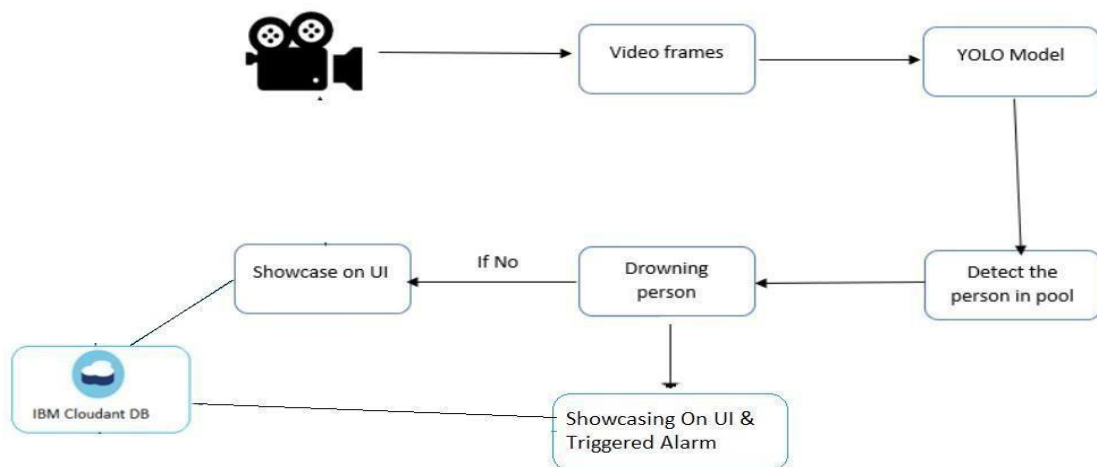 Video frames
YOLO Model
Showcase on UI
If No
Drowning
person
Detect the
person in pool
IBM Cloudant DB
Showcasing On UI &
Triggered Alarm